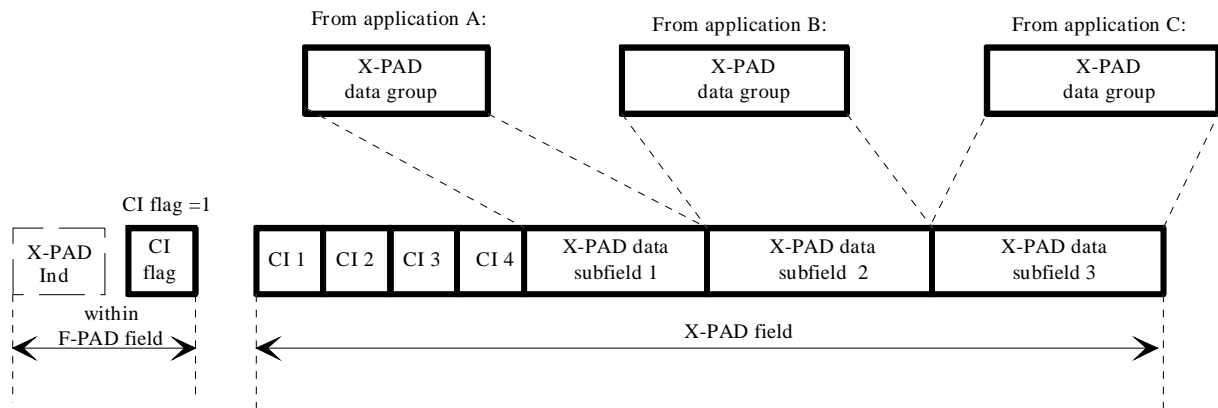 From application A:
From application B:
From application C:
X-PAD
data group
X-PAD
data group
X-PAD
data group
CI flag =1
X-PAD
Ind
CI
flag
CI 1
CI 2
CI 3
CI 4
X-PAD data
subfield 1
X-PAD data
subfield 2
X-PAD data
subfield 3
within
F-PAD field
X-PAD field